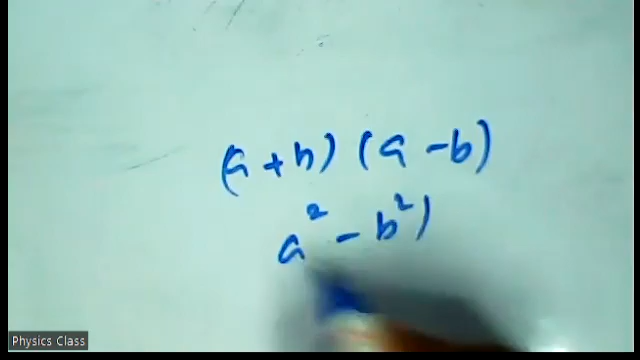 (a + b) (a - b)
a² - b²)
Physics Class